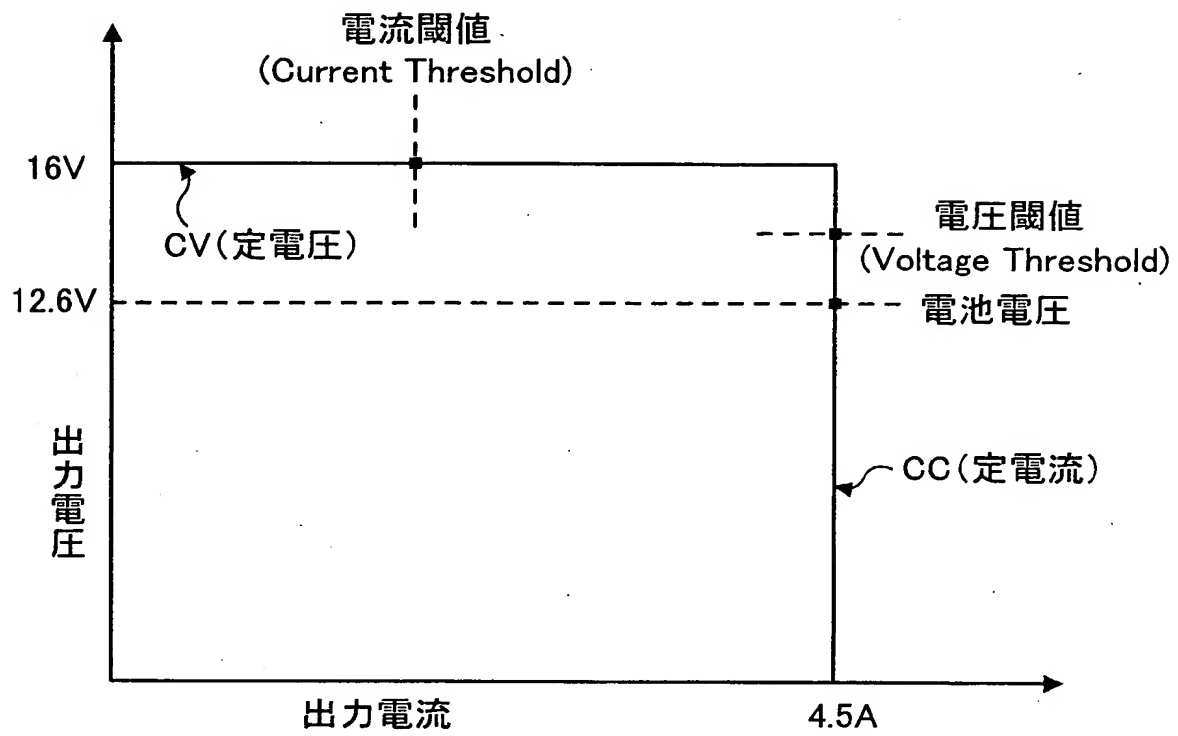 電流閾値
(Current Threshold)
16V
CV(定電圧)
電圧閾値
(Voltage Threshold)
12.6V
電池電圧
出力電圧
CC(定電流)
出力電流
4.5A